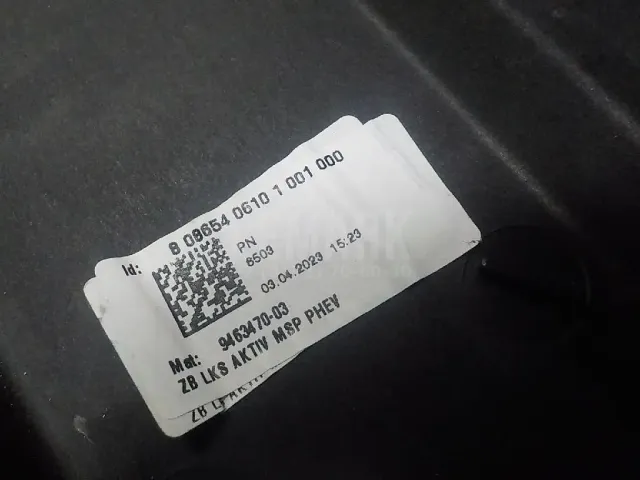 Id: 8 09654 0610 1 001 000
PN
6503
03.04.2023 15:23
Mat: 9463470-03
ZB LKS AKTIV MSP PHEV